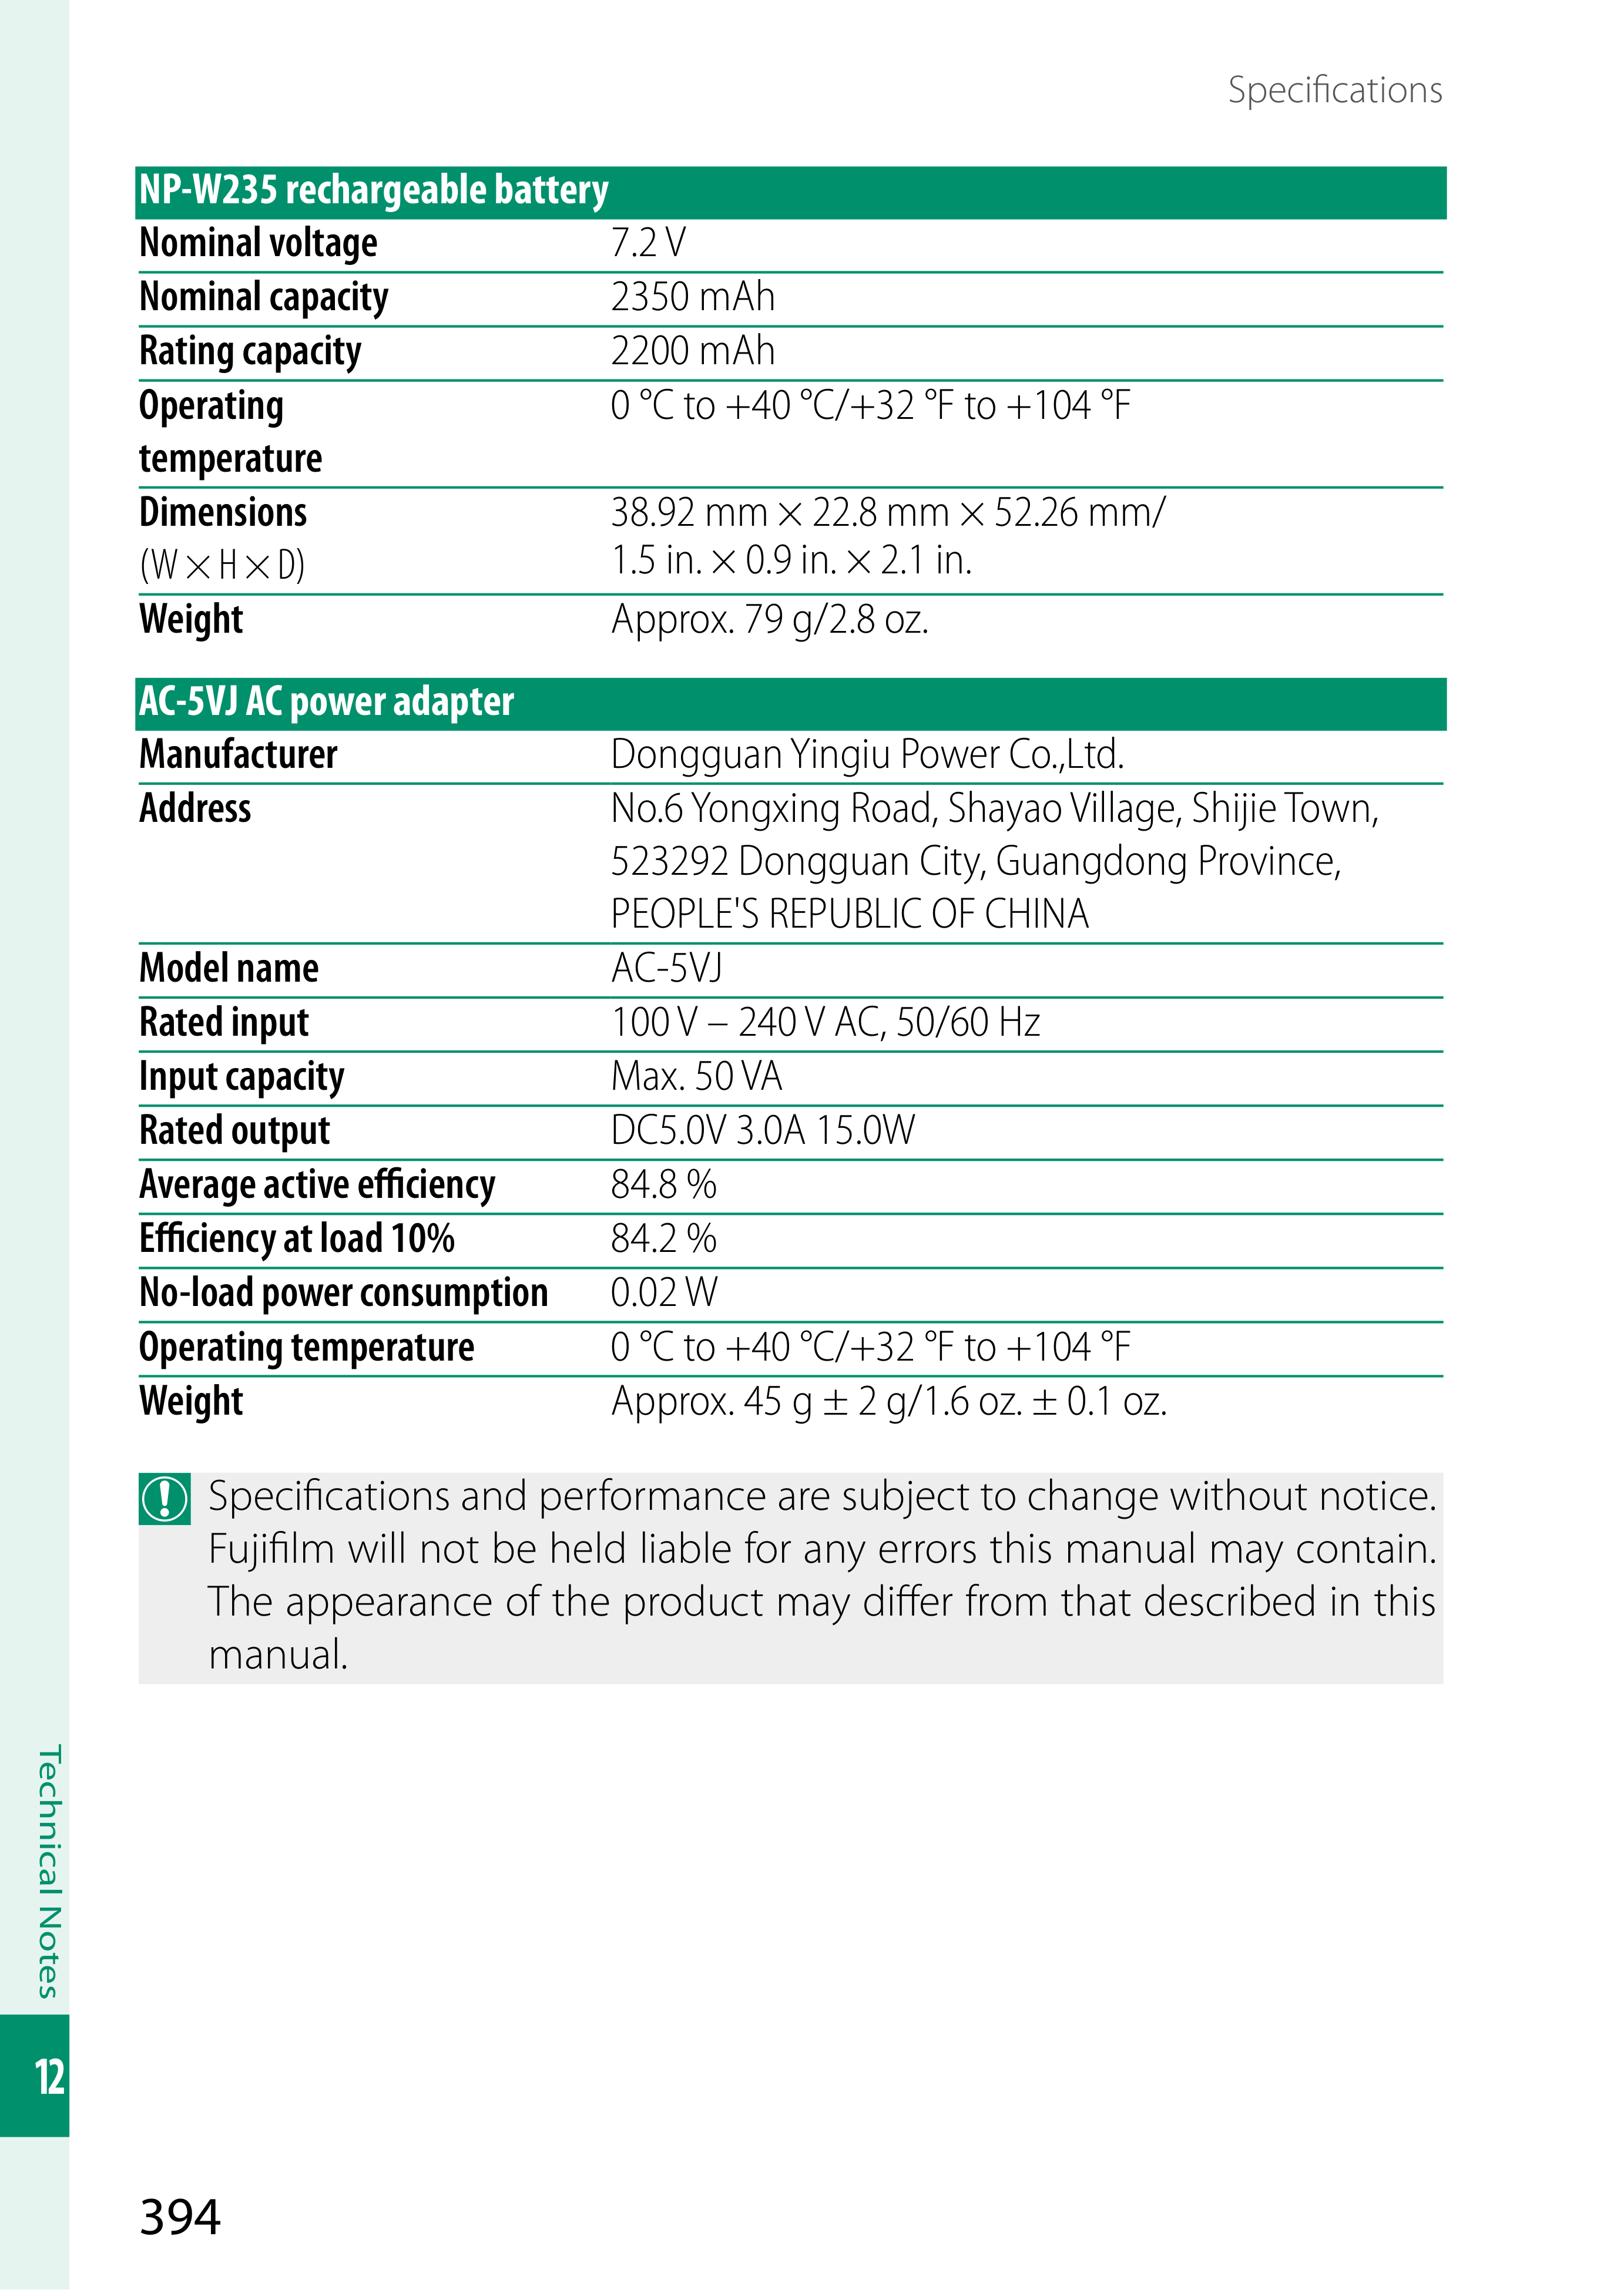 Specifications
NP-W235 rechargeable battery
Nominal voltage 7.2 V
Nominal capacity 2350 mAh
Rating capacity 2200 mAh
Operating 0 °C to +40 °C/+32 °F to +104 °F
temperature
Dimensions 38.92 mm × 22.8 mm × 52.26 mm/
(W × H × D) 1.5 in. × 0.9 in. × 2.1 in.
Weight Approx. 79 g/2.8 oz.
AC-5VJ AC power adapter
Manufacturer Dongguan Yingiu Power Co.,Ltd.
Address No.6 Yongxing Road, Shayao Village, Shijie Town,
523292 Dongguan City, Guangdong Province,
PEOPLE'S REPUBLIC OF CHINA
Model name AC-5VJ
Rated input 100 V – 240 V AC, 50/60 Hz
Input capacity Max. 50 VA
Rated output DC5.0V 3.0A 15.0W
Average active efficiency 84.8 %
Efficiency at load 10% 84.2 %
No-load power consumption 0.02 W
Operating temperature 0 °C to +40 °C/+32 °F to +104 °F
Weight Approx. 45 g ± 2 g/1.6 oz. ± 0.1 oz.
Specifications and performance are subject to change without notice.
Fujifilm will not be held liable for any errors this manual may contain.
The appearance of the product may differ from that described in this
manual.
Technical Notes
12
394